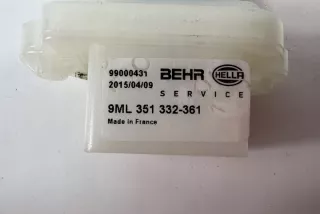 99000431 BEHR HELLA
2015/04/09 SERVICE
9ML 351 332-361
Made in France